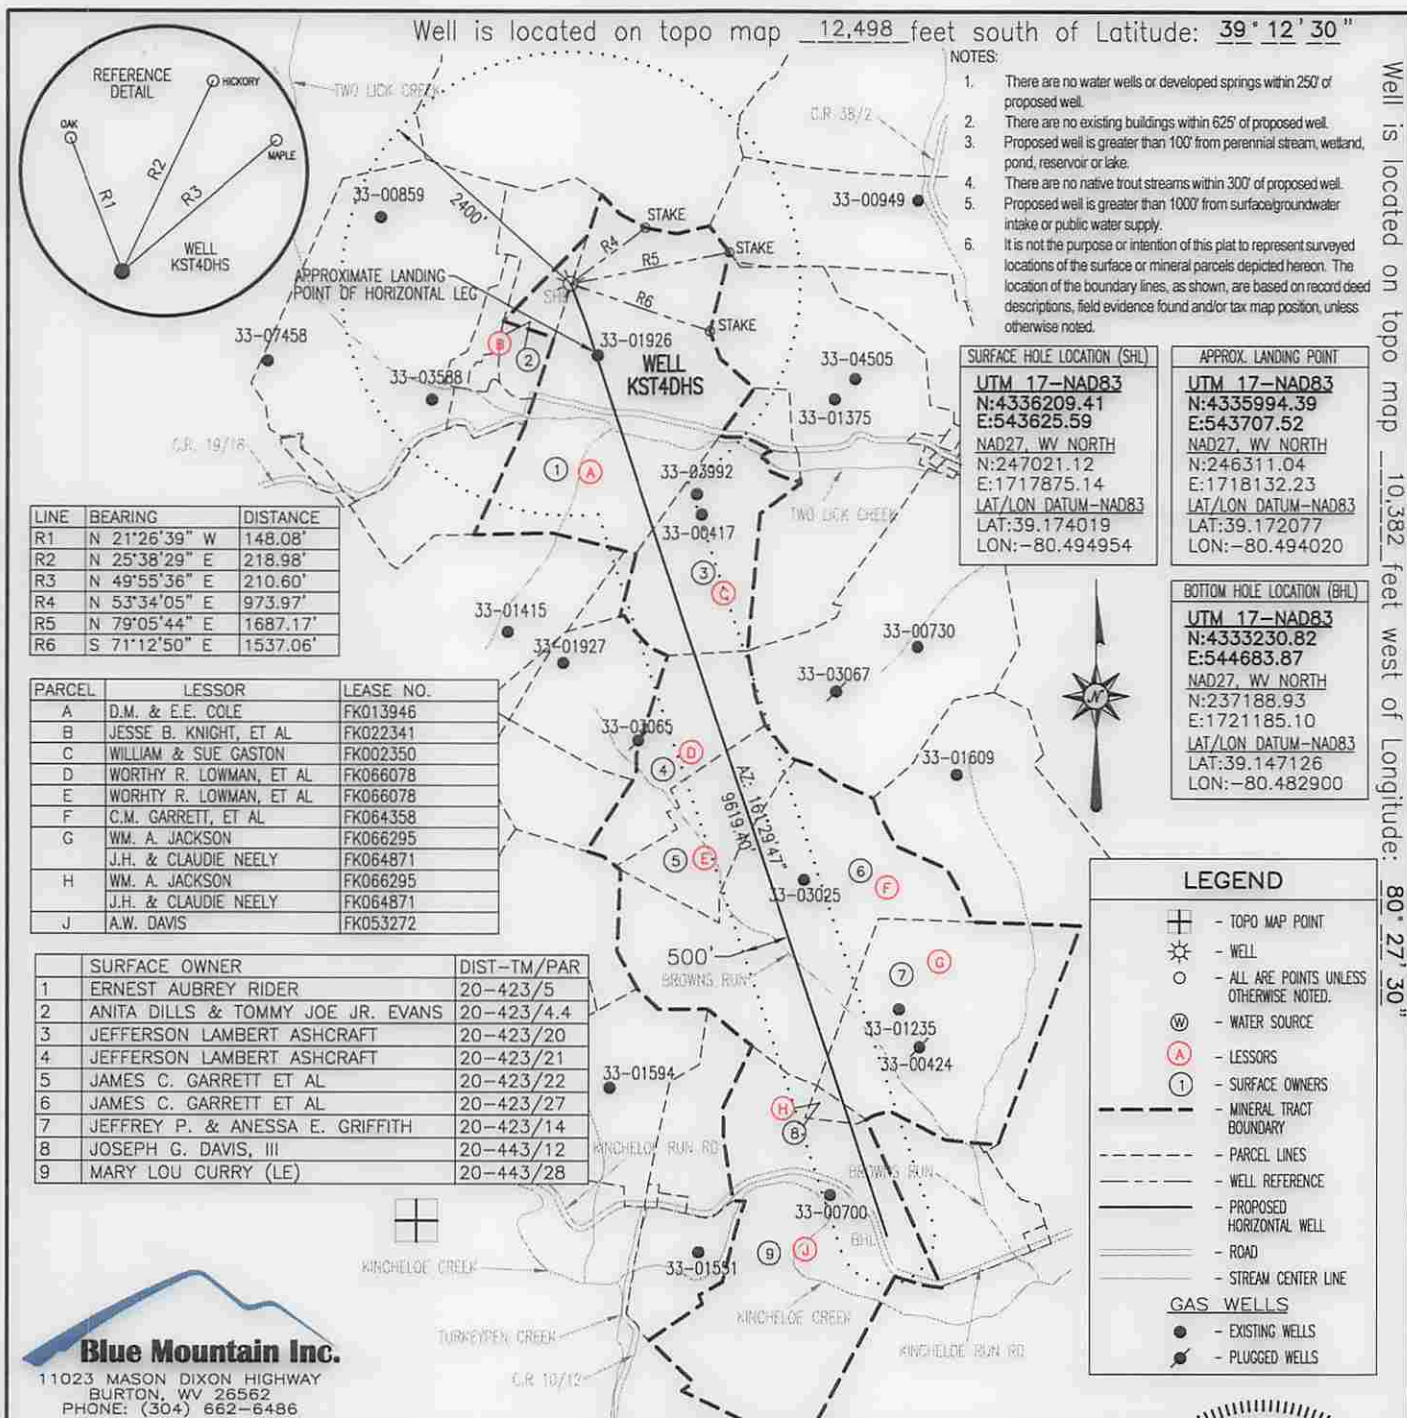 Well is located on topo map 12,498 feet south of Latitude: 39° 12' 30"
Well is located on topo map 10,382 feet west of Longitude: 80° 27' 30"
REFERENCE
DETAIL
HICKORY
OAK
MAPLE
R1
R2
R3
WELL
KST4DHS
NOTES:
1. There are no water wells or developed springs within 250' of
proposed well.
2. There are no existing buildings within 625' of proposed well.
3. Proposed well is greater than 100' from perennial stream, wetland,
pond, reservoir or lake.
4. There are no native trout streams within 300' of proposed well.
5. Proposed well is greater than 1000' from surface/groundwater
intake or public water supply.
6. It is not the purpose or intention of this plat to represent surveyed
locations of the surface or mineral parcels depicted hereon. The
location of the boundary lines, as shown, are based on record deed
descriptions, field evidence found and/or tax map position, unless
otherwise noted.
TWO LICK CREEK
C.R 38/2
33-00859
2400'
33-00949
STAKE
R4
R5
STAKE
R6
STAKE
SHL
APPROXIMATE LANDING
POINT OF HORIZONTAL LEG
33-07458
B
2
33-01926
WELL
KST4DHS
33-03588
33-04505
33-01375
C.R. 19/18
1
A
33-03992
33-00417
TWO LICK CREEK
3
C
SURFACE HOLE LOCATION (SHL)
UTM 17-NAD83
N:4336209.41
E:543625.59
NAD27, WV NORTH
N:247021.12
E:1717875.14
LAT/LON DATUM-NAD83
LAT:39.174019
LON:-80.494954
APPROX. LANDING POINT
UTM 17-NAD83
N:4335994.39
E:543707.52
NAD27, WV NORTH
N:246311.04
E:1718132.23
LAT/LON DATUM-NAD83
LAT:39.172077
LON:-80.494020
BOTTOM HOLE LOCATION (BHL)
UTM 17-NAD83
N:4333230.82
E:544683.87
NAD27, WV NORTH
N:237188.93
E:1721185.10
LAT/LON DATUM-NAD83
LAT:39.147126
LON:-80.482900
N
LINE BEARING DISTANCE
R1 N 21°26'39" W 148.08'
R2 N 25°38'29" E 218.98'
R3 N 49°55'36" E 210.60'
R4 N 53°34'05" E 973.97'
R5 N 79°05'44" E 1687.17'
R6 S 71°12'50" E 1537.06'
33-01415
33-01927
33-00730
33-03067
PARCEL LESSOR LEASE NO.
A D.M. & E.E. COLE FK013946
B JESSE B. KNIGHT, ET AL FK022341
C WILLIAM & SUE GASTON FK002350
D WORTHY R. LOWMAN, ET AL FK066078
E WORHTY R. LOWMAN, ET AL FK066078
F C.M. GARRETT, ET AL FK064358
G WM. A. JACKSON FK066295
J.H. & CLAUDIE NEELY FK064871
H WM. A. JACKSON FK066295
J.H. & CLAUDIE NEELY FK064871
J A.W. DAVIS FK053272
33-03065
D
4
AZ: 161°29'47"
9619.40'
33-01609
5
E
33-03025
6
F
500'
BROWNS RUN
7
G
33-01235
33-00424
SURFACE OWNER DIST-TM/PAR
1 ERNEST AUBREY RIDER 20-423/5
2 ANITA DILLS & TOMMY JOE JR. EVANS 20-423/4.4
3 JEFFERSON LAMBERT ASHCRAFT 20-423/20
4 JEFFERSON LAMBERT ASHCRAFT 20-423/21
5 JAMES C. GARRETT ET AL 20-423/22
6 JAMES C. GARRETT ET AL 20-423/27
7 JEFFREY P. & ANESSA E. GRIFFITH 20-423/14
8 JOSEPH G. DAVIS, III 20-443/12
9 MARY LOU CURRY (LE) 20-443/28
33-01594
H
8
KINCHELOE RUN RD
BROWNS RUN
33-00700
BHL
9
J
33-01551
KINCHELOE CREEK
KINCHELOE CREEK
TURKEYPEN CREEK
KINCHELOE RUN RD
C.R 10/12
LEGEND
- TOPO MAP POINT
- WELL
- ALL ARE POINTS UNLESS
OTHERWISE NOTED.
W - WATER SOURCE
A - LESSORS
1 - SURFACE OWNERS
- MINERAL TRACT
BOUNDARY
- PARCEL LINES
- WELL REFERENCE
- PROPOSED
HORIZONTAL WELL
- ROAD
- STREAM CENTER LINE
GAS WELLS
- EXISTING WELLS
- PLUGGED WELLS
Blue Mountain Inc.
11023 MASON DIXON HIGHWAY
BURTON, WV 26562
PHONE: (304) 662-6486